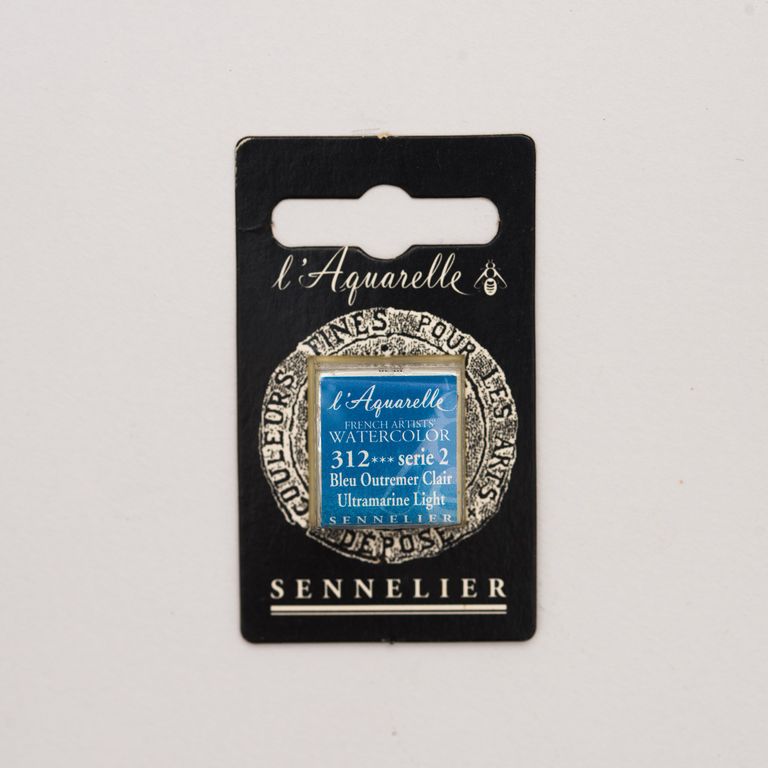 l'Aquarelle
COULEURS FINES POUR LES ARTS
l'Aquarelle
FRENCH ARTISTS'
WATERCOLOR
312*** serie 2
Bleu Outremer Clair
Ultramarine Light
SENNELIER
DÉPOSÉ
SENNELIER